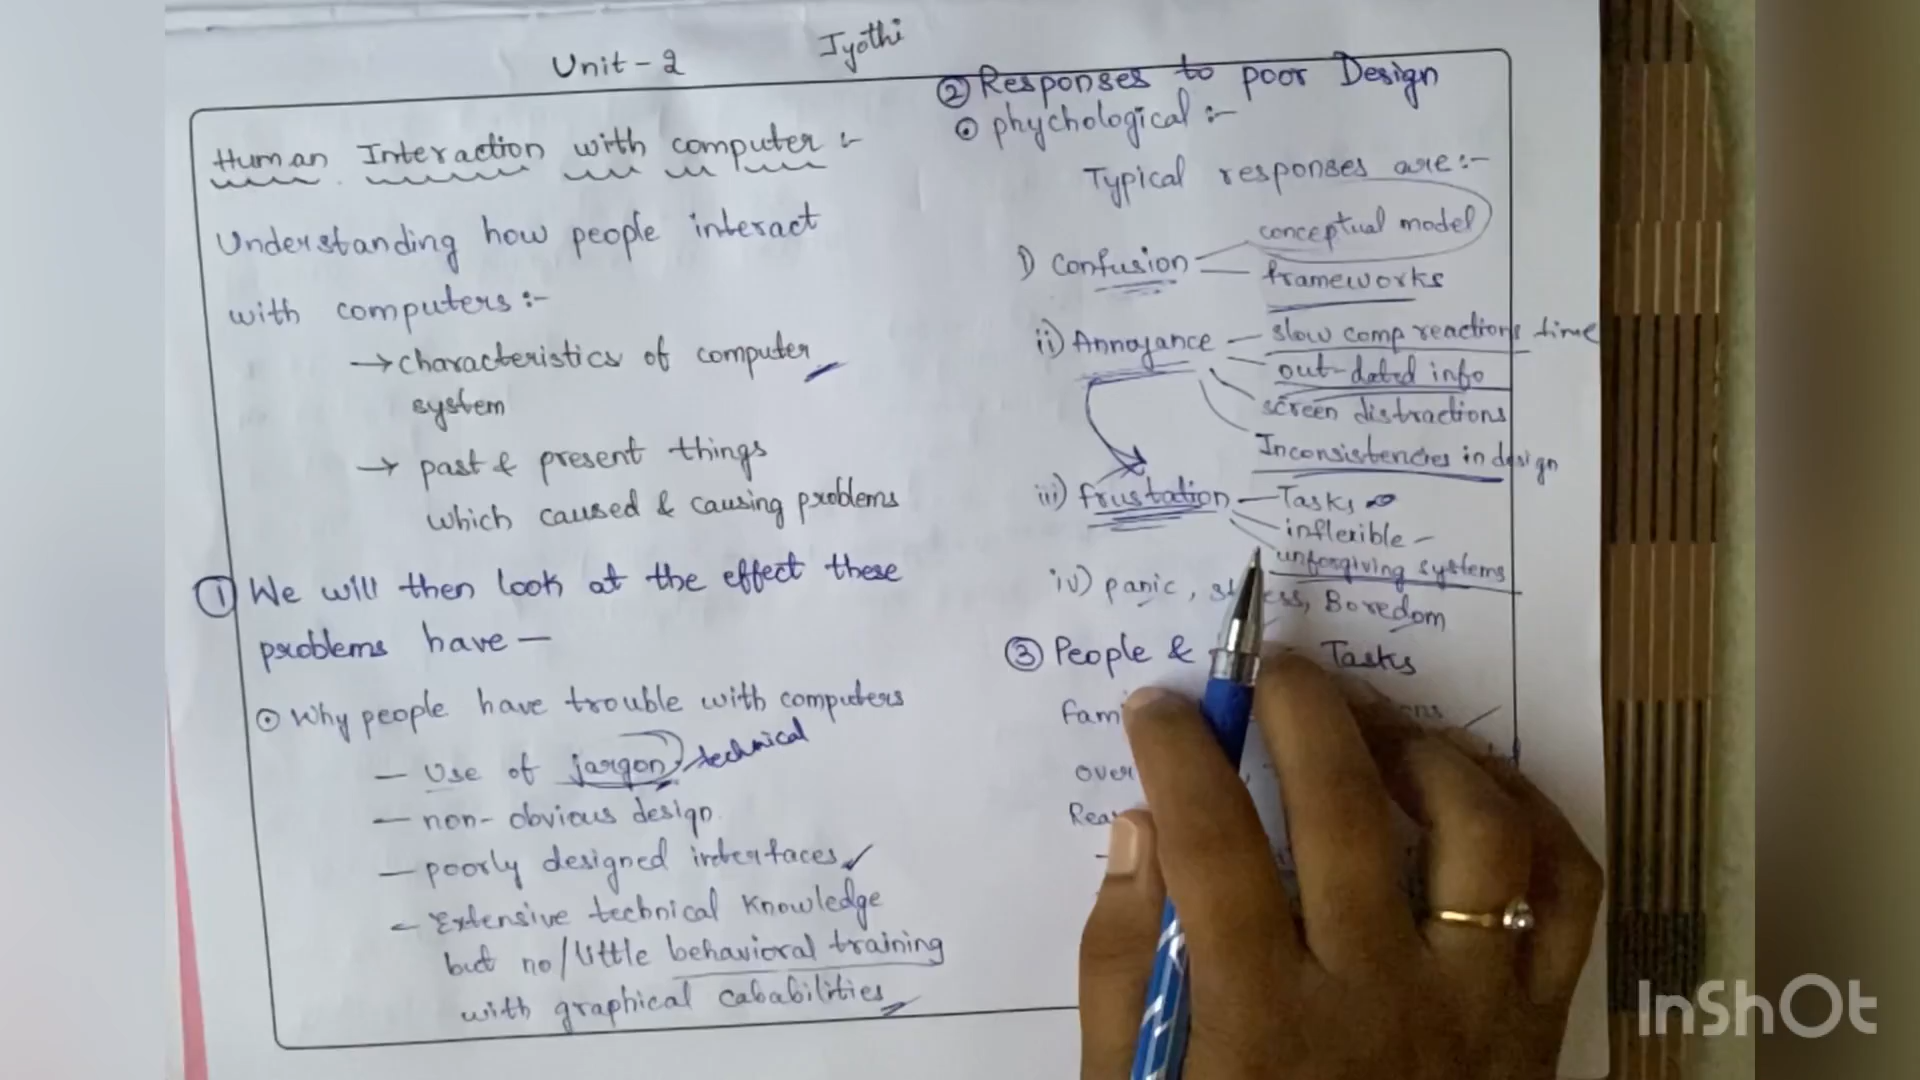 Unit - 2
Jyothi
Human Interaction with computer :-
Understanding how people interact
with computers :-
→ characteristics of computer
system
→ past & present things
which caused & causing problems
① We will then look at the effect these
problems have —
⊙ Why people have trouble with computers
— Use of jargon technical
— non-obvious design
— poorly designed interfaces ✓
— Extensive technical knowledge
but no/little behavioral training
with graphical cababilities
② Responses to poor Design
⊙ phychological :-
Typical responses are :-
i) Confusion — conceptual model
— frameworks
ii) Annoyance — slow comp reactions time
— out-dated info
screen distractions
Inconsistencies in design
iii) frustation — Tasks
inflexible —
unforgiving systems
iv) panic, Boredom
③ People & Tasks
over
InShOt